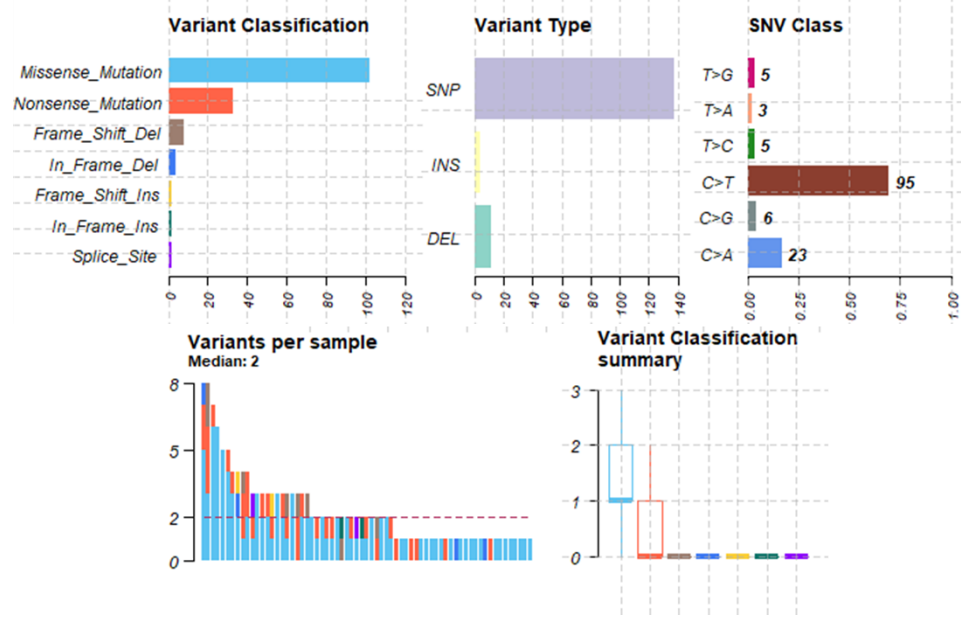 Variant Classification
Missense_Mutation
Nonsense_Mutation
Frame_Shift_Del
In_Frame_Del
Frame_Shift_Ins
In_Frame_Ins
Splice_Site
0 20 40 60 80 100 120
Variant Type
SNP
INS
DEL
0 20 40 60 80 100 120 140
SNV Class
T>G 5
T>A 3
T>C 5
C>T 95
C>G 6
C>A 23
0.00 0.25 0.50 0.75 1.00
Variants per sample
Median: 2
8
5
2
0
Variant Classification
summary
3
2
1
0